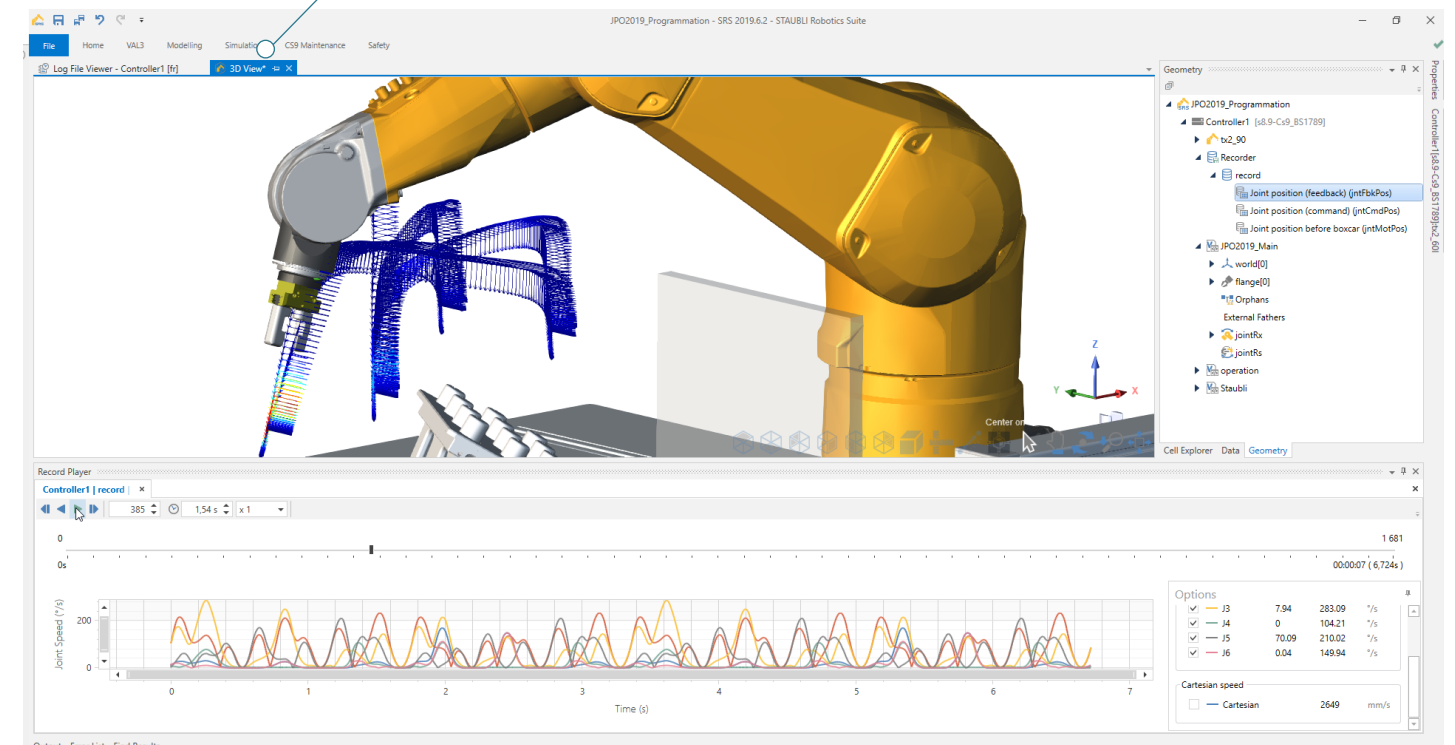 JPO2019_Programmation - SRS 2019.6.2 - STAUBLI Robotics Suite
File Home VAL3 Modelling Simulation CS9 Maintenance Safety
Log File Viewer - Controller1 [fr] 3D View*
Geometry
JPO2019_Programmation
Controller1 [s8.9-Cs9_BS1789]
tx2_90
Recorder
record
Joint position (feedback) (jntFbkPos)
Joint position (command) (jntCmdPos)
Joint position before boxcar (jntMotPos)
JPO2019_Main
world[0]
flange[0]
Orphans
External Fathers
jointRx
jointRs
operation
Staubli
Properties
Controller1[s8.9-Cs9_BS1789]:tx2_60l
Z
Y X
Center on
Cell Explorer Data Geometry
Record Player
Controller1 | record |
385 1,54 s x 1
0 1 681
0s 00:00:07 ( 6,724s )
Joint Speed (°/s)
200
0
0 1 2 3 4 5 6 7
Time (s)
Options
J3 7.94 283.09 °/s
J4 0 104.21 °/s
J5 70.09 210.02 °/s
J6 0.04 149.94 °/s
Cartesian speed
Cartesian 2649 mm/s